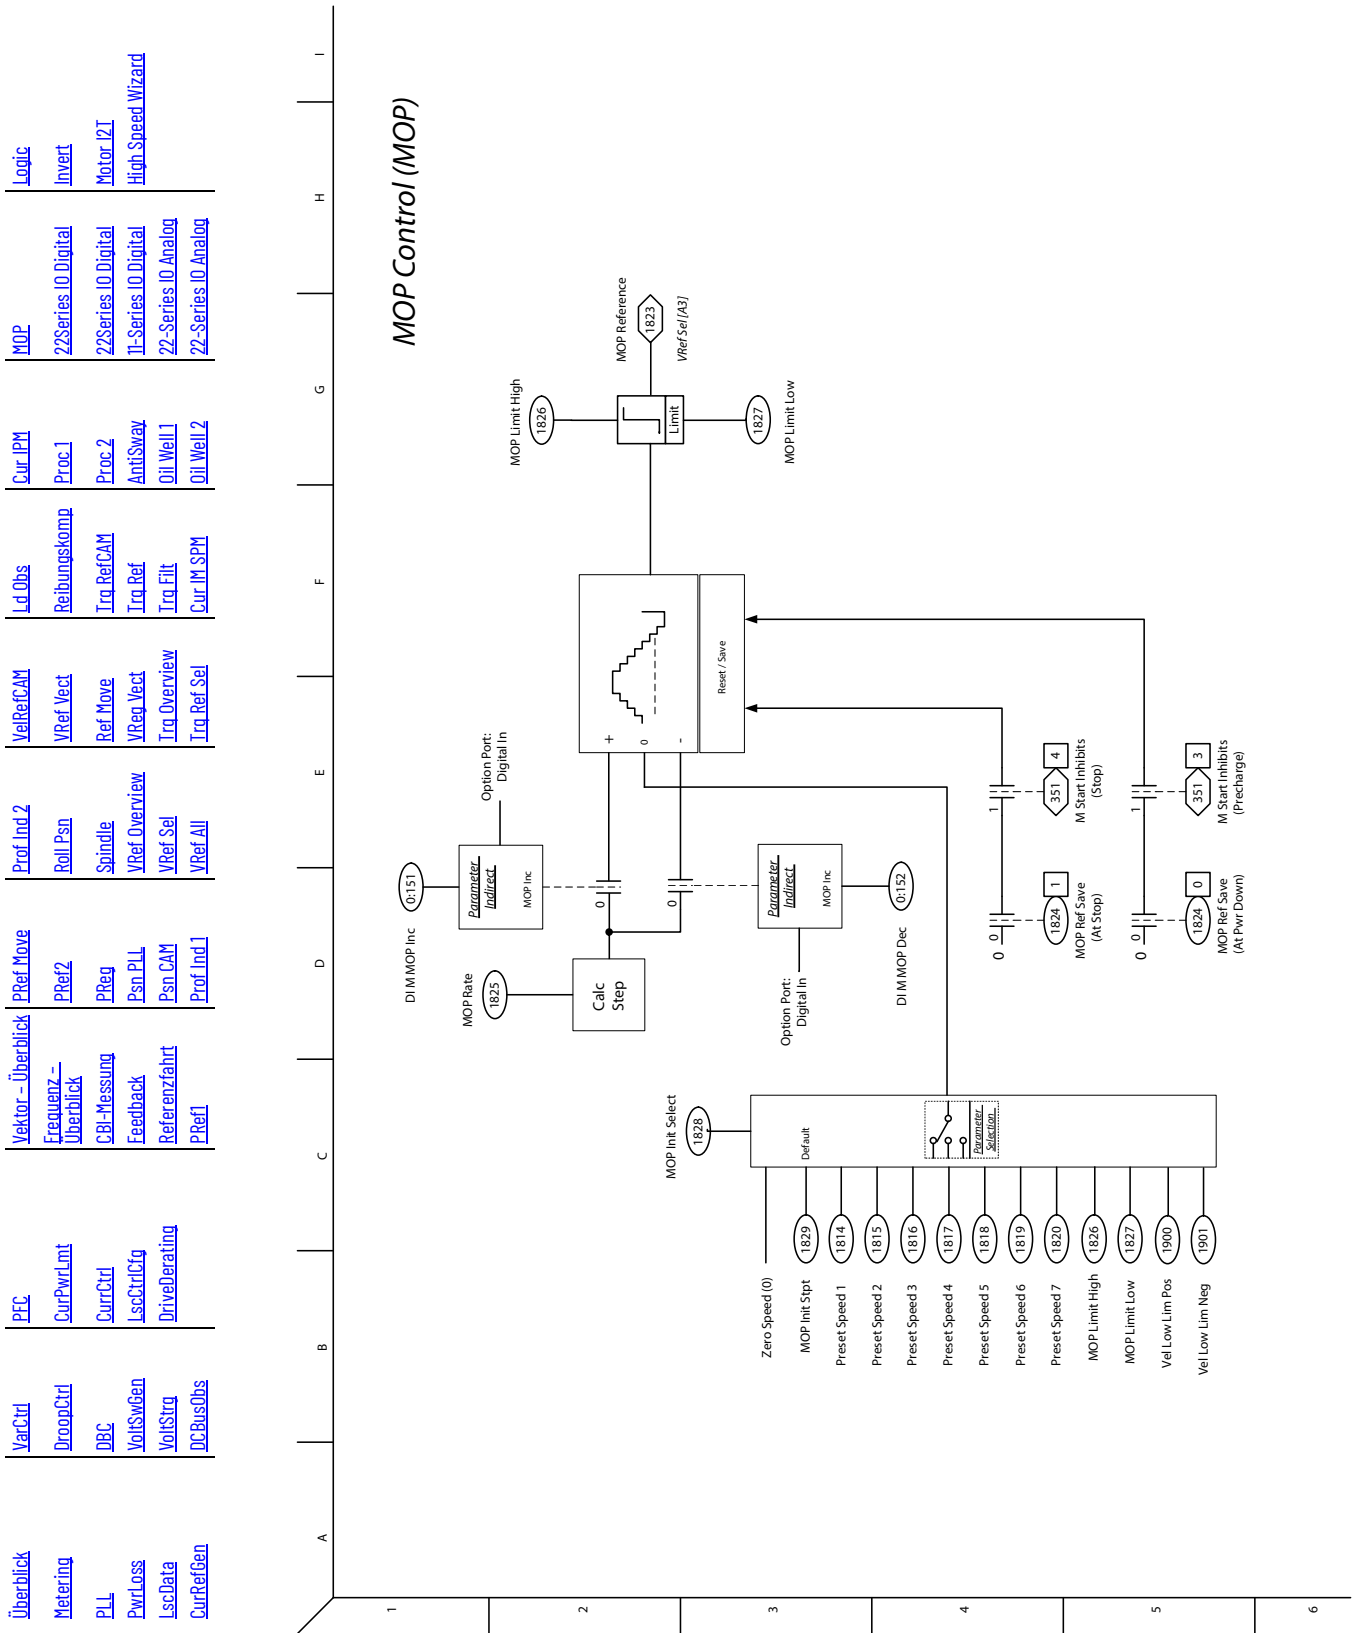 Überblick
Metering
PLL
PwrLoss
LscData
CurRefGen
VarCtrl
DroopCtrl
DBC
VoltSwGen
VoltStrg
DCBusObs
PFC
CurPwrLmt
CurrCtrl
LscCtrlCfg
DriveDerating
Vektor – Überblick
Frequenz –
Überblick
CBI-Messung
Feedback
Referenzfahrt
PRef1
PRef Move
PRef2
PReg
Psn PLL
Psn CAM
Prof Ind 1
Prof Ind 2
Roll Psn
Spindle
VRef Overview
VRef Sel
VRef All
VelRefCAM
VRef Vect
Ref Move
VReg Vect
Trq Overview
Trq Ref Sel
Ld Obs
Reibungskomp
Trq RefCAM
Trq Ref
Trq Filt
Cur IM SPM
Cur IPM
Proc 1
Proc 2
AntiSway
Oil Well 1
Oil Well 2
MOP
22Series IO Digital
22Series IO Digital
11-Series IO Digital
22-Series IO Analog
22-Series IO Analog
Logic
Invert
Motor I2T
High Speed Wizard
A
B
C
D
E
F
G
H
I
1
2
3
4
5
6
MOP Control (MOP)
DI M MOP Inc
0:151
Parameter
Indirect
MOP Inc
Option Port:
Digital In
MOP Rate
1825
Calc
Step
0
0
Option Port:
Digital In
Parameter
Indirect
MOP Inc
DI M MOP Dec
0:152
+
0
-
Reset / Save
MOP Limit High
1826
Limit
1827
MOP Limit Low
MOP Reference
1823
VRef Sel [A3]
MOP Init Select
1828
Default
Parameter
Selection
Zero Speed (0)
MOP Init Stpt
1829
Preset Speed 1
1814
Preset Speed 2
1815
Preset Speed 3
1816
Preset Speed 4
1817
Preset Speed 5
1818
Preset Speed 6
1819
Preset Speed 7
1820
MOP Limit High
1826
MOP Limit Low
1827
Vel Low Lim Pos
1900
Vel Low Lim Neg
1901
0
0
1824
1
MOP Ref Save
(At Stop)
1
351
4
M Start Inhibits
(Stop)
0
0
1824
0
MOP Ref Save
(At Pwr Down)
1
351
3
M Start Inhibits
(Precharge)